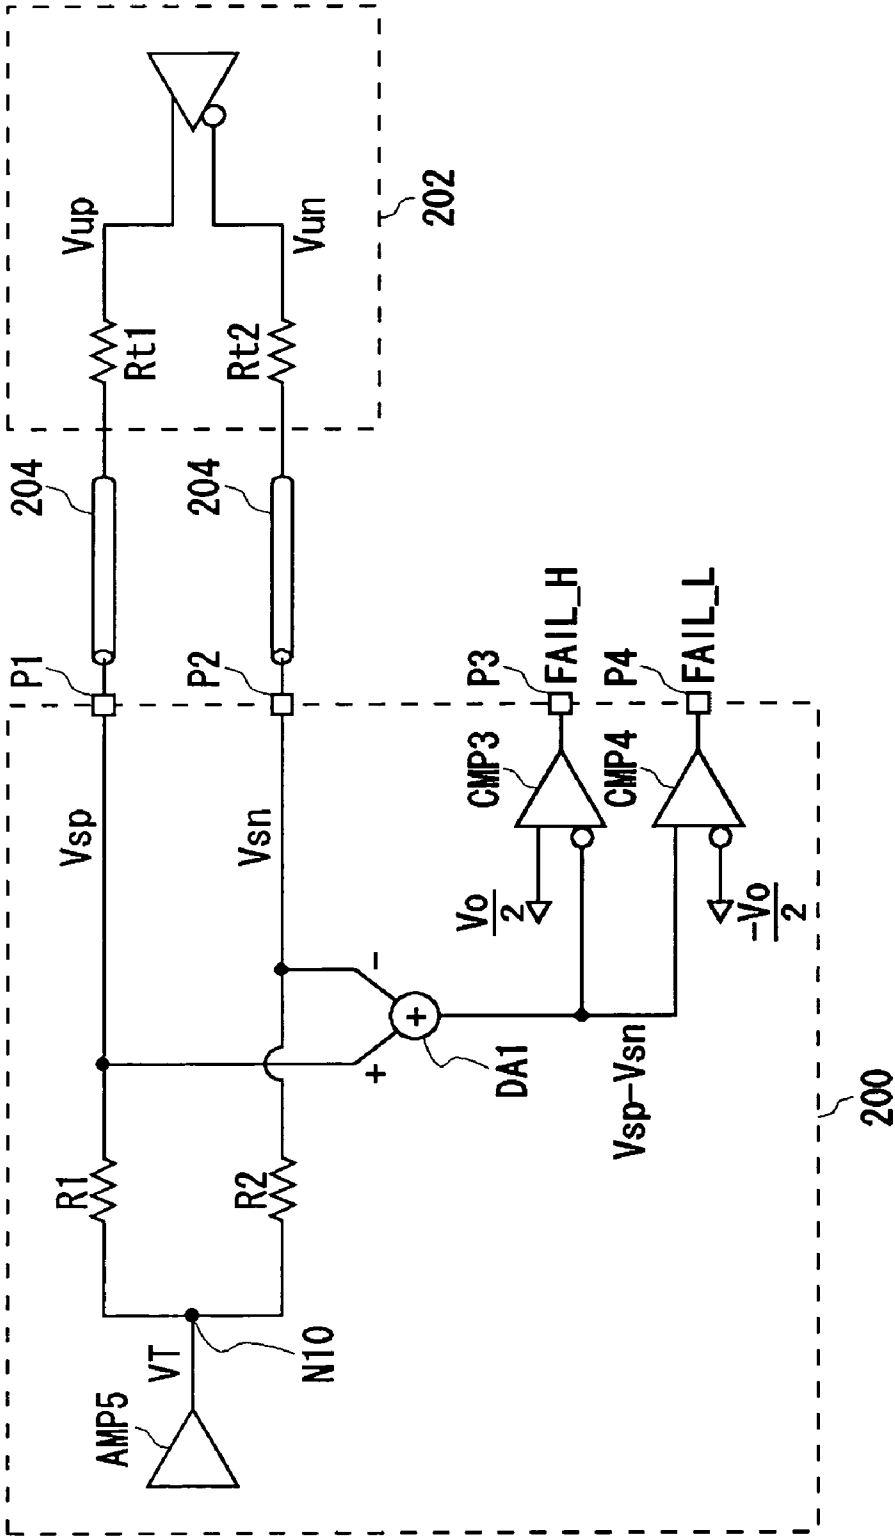 AMP5
VT
N10
R1
R2
Vsp
Vsn
P1
P2
204
204
Rt1
Rt2
Vup
Vun
202
+
−
+
DA1
Vsp−Vsn
Vo
2
−Vo
2
CMP3
CMP4
P3
P4
FAIL_H
FAIL_L
200